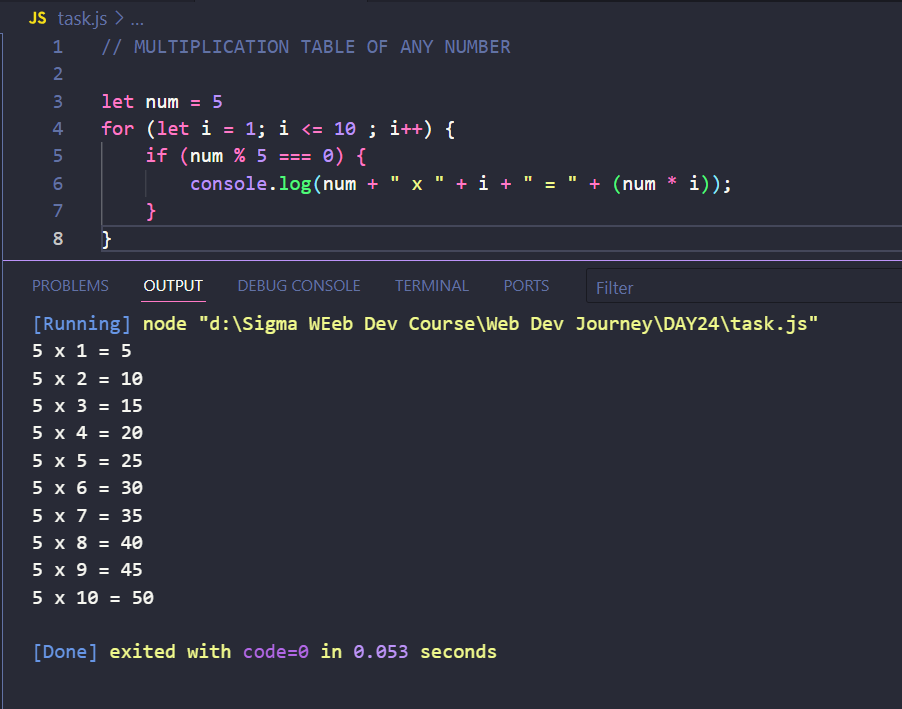 JS task.js > ...
1 // MULTIPLICATION TABLE OF ANY NUMBER
2
3 let num = 5
4 for (let i = 1; i <= 10 ; i++) {
5     if (num % 5 === 0) {
6         console.log(num + " x " + i + " = " + (num * i));
7     }
8 }
PROBLEMS OUTPUT DEBUG CONSOLE TERMINAL PORTS Filter
[Running] node "d:\Sigma WEeb Dev Course\Web Dev Journey\DAY24\task.js"
5 x 1 = 5
5 x 2 = 10
5 x 3 = 15
5 x 4 = 20
5 x 5 = 25
5 x 6 = 30
5 x 7 = 35
5 x 8 = 40
5 x 9 = 45
5 x 10 = 50
[Done] exited with code=0 in 0.053 seconds